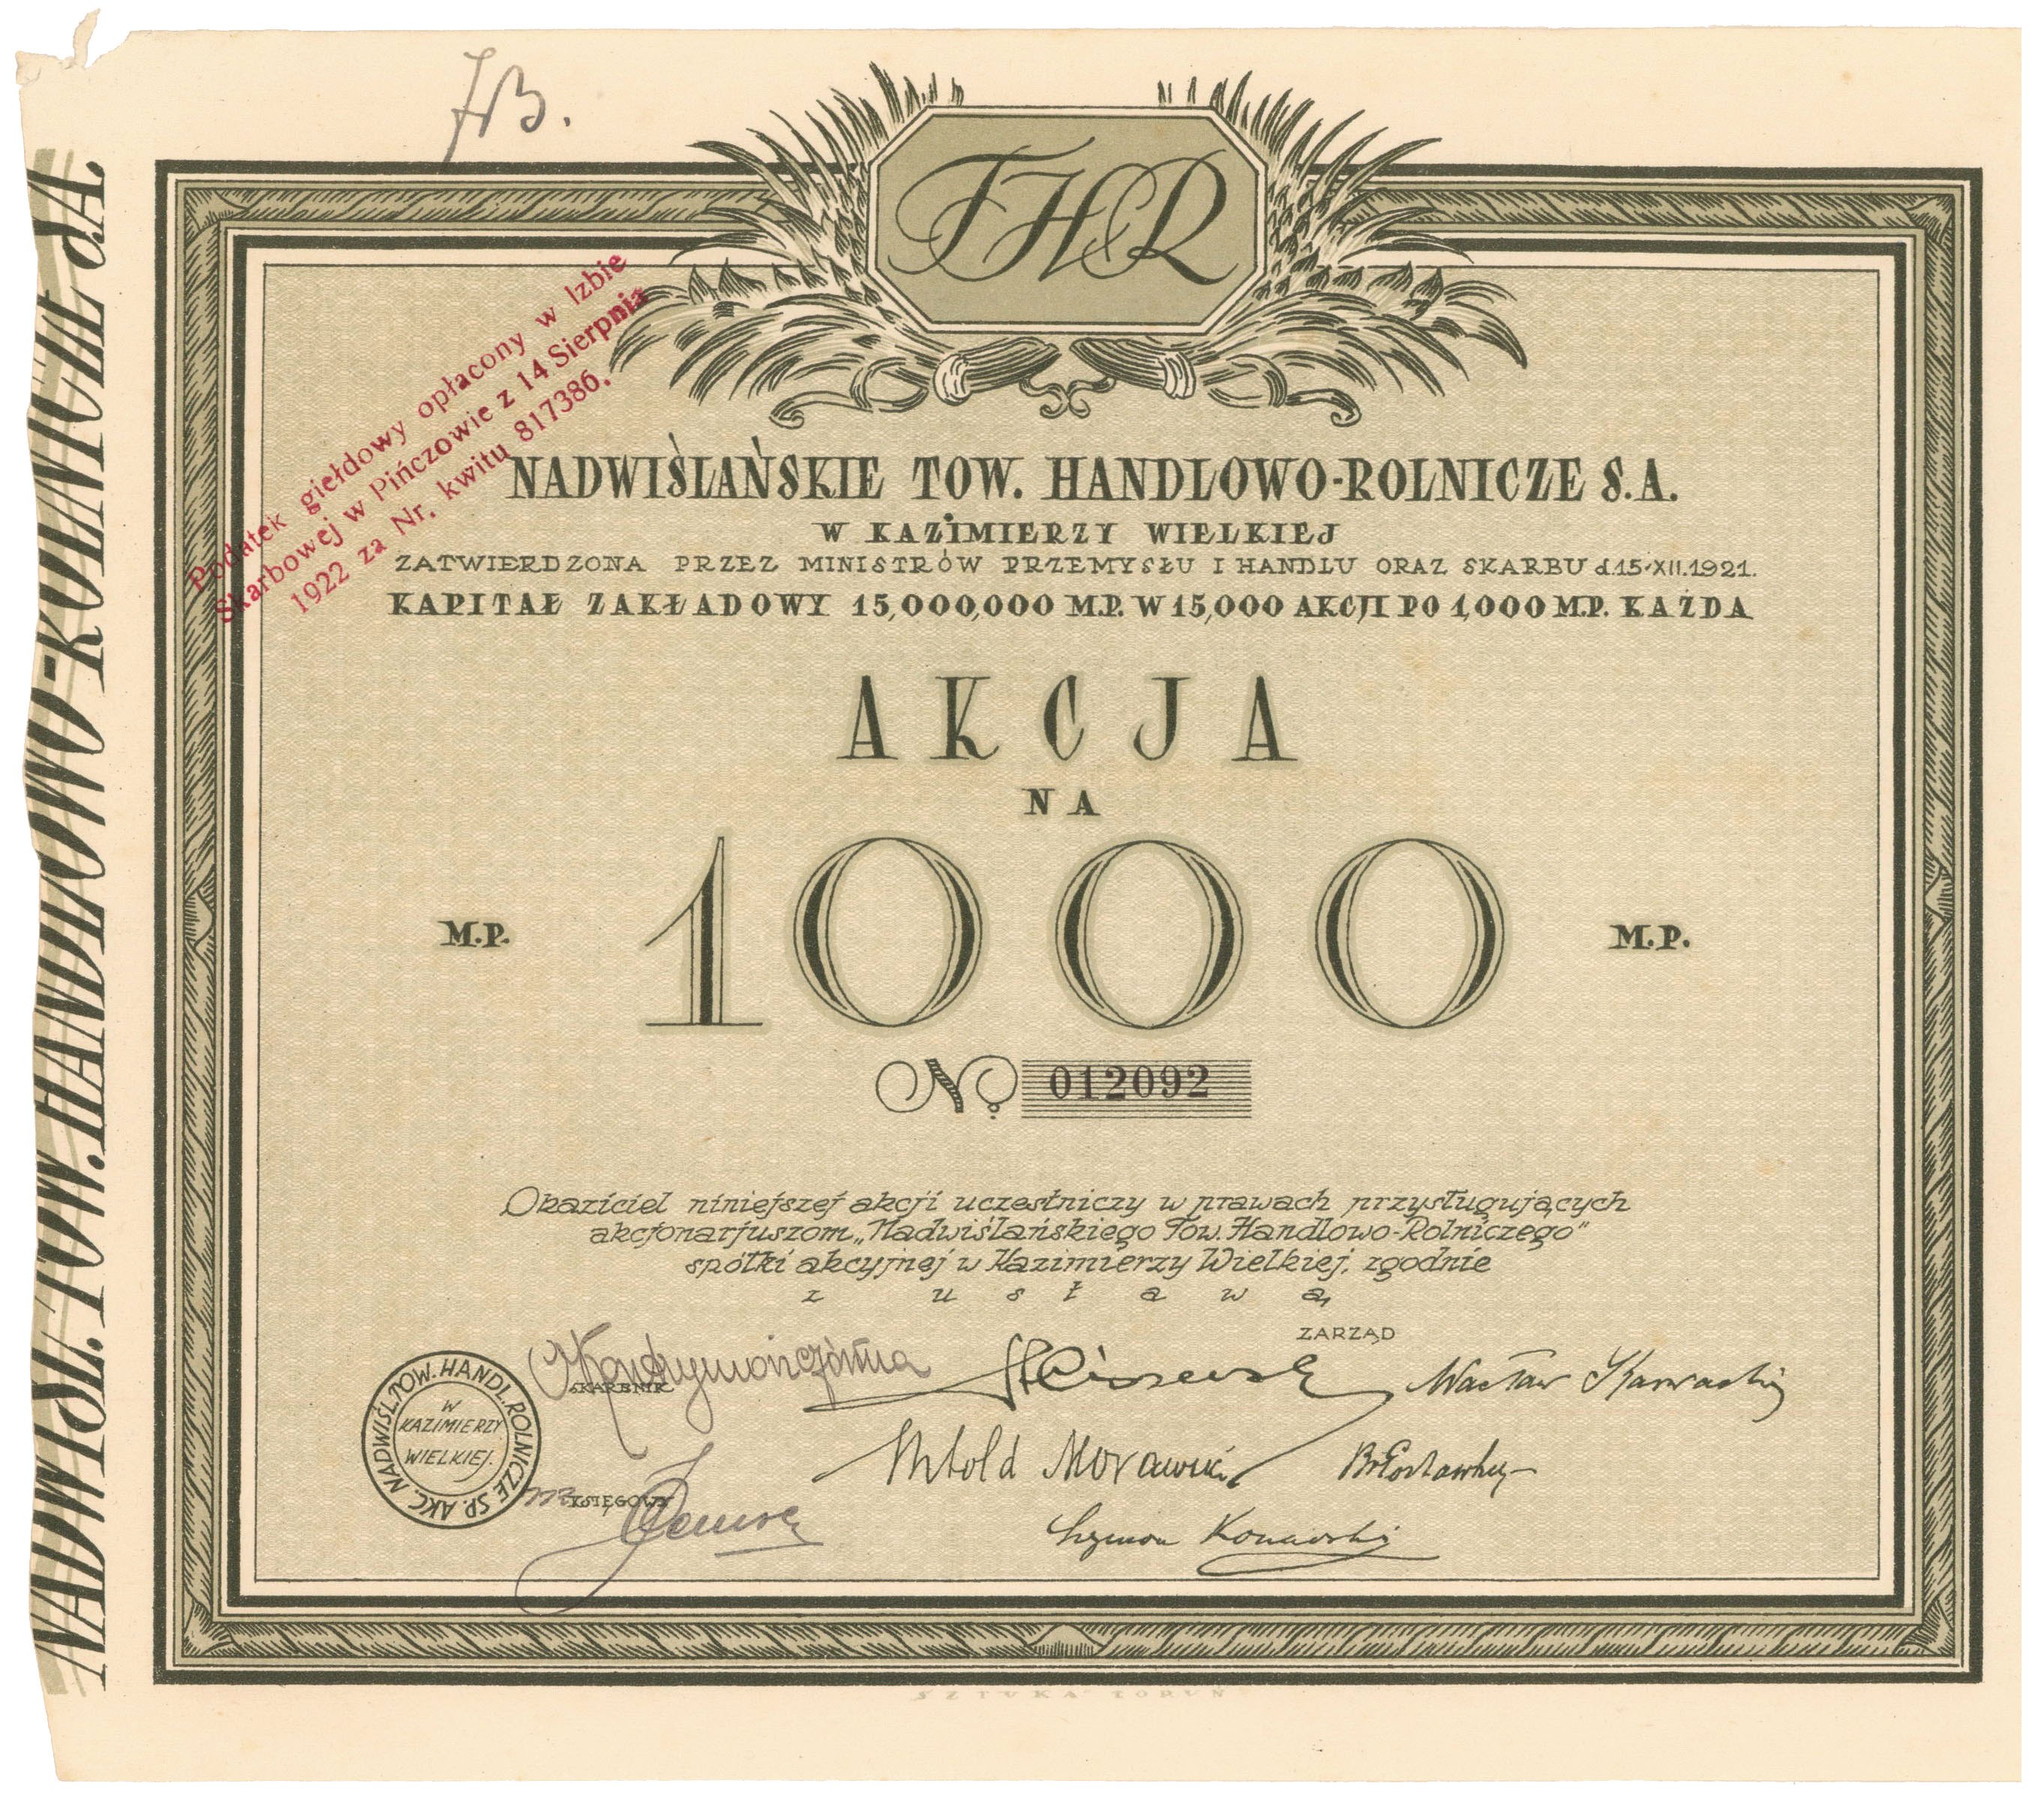 THR
Podatek giełdowy opłacony w Izbie
Skarbowej w Pińczowie z 14 Sierpnia
1922 za Nr. kwitu 817386.
NADWIŚLAŃSKIE TOW. HANDLOWO-ROLNICZE S.A.
W KAZIMIERZY WIELKIEJ
ZATWIERDZONA PRZEZ MINISTRÓW PRZEMYSŁU I HANDLU ORAZ SKARBU d.15·XII.1921.
KAPITAŁ ZAKŁADOWY 15,000,000 M.P. W 15,000 AKCJI PO 1,000 M.P. KAŻDA
AKCJA
NA
M.P. 1000 M.P.
No 012092
Okaziciel niniejszej akcji uczestniczy w prawach przysługujących
akcjonarjuszom „Nadwiślańskiego Tow. Handlowo-Rolniczego"
spółki akcyjnej w Kazimierzy Wielkiej, zgodnie
z ustawą
ZARZĄD
SKARBNIK
Wacław
Witold Morawski
KSIĘGOWY
Szymon
NADWIŚL. TOW. HANDL. ROLNICZE SP. AKC.
W
KAZIMIERZY
WIELKIEJ.
SZTUKA TORUŃ
NADWIŚL. TOW. HANDLOWO-ROLNICZE S.A.